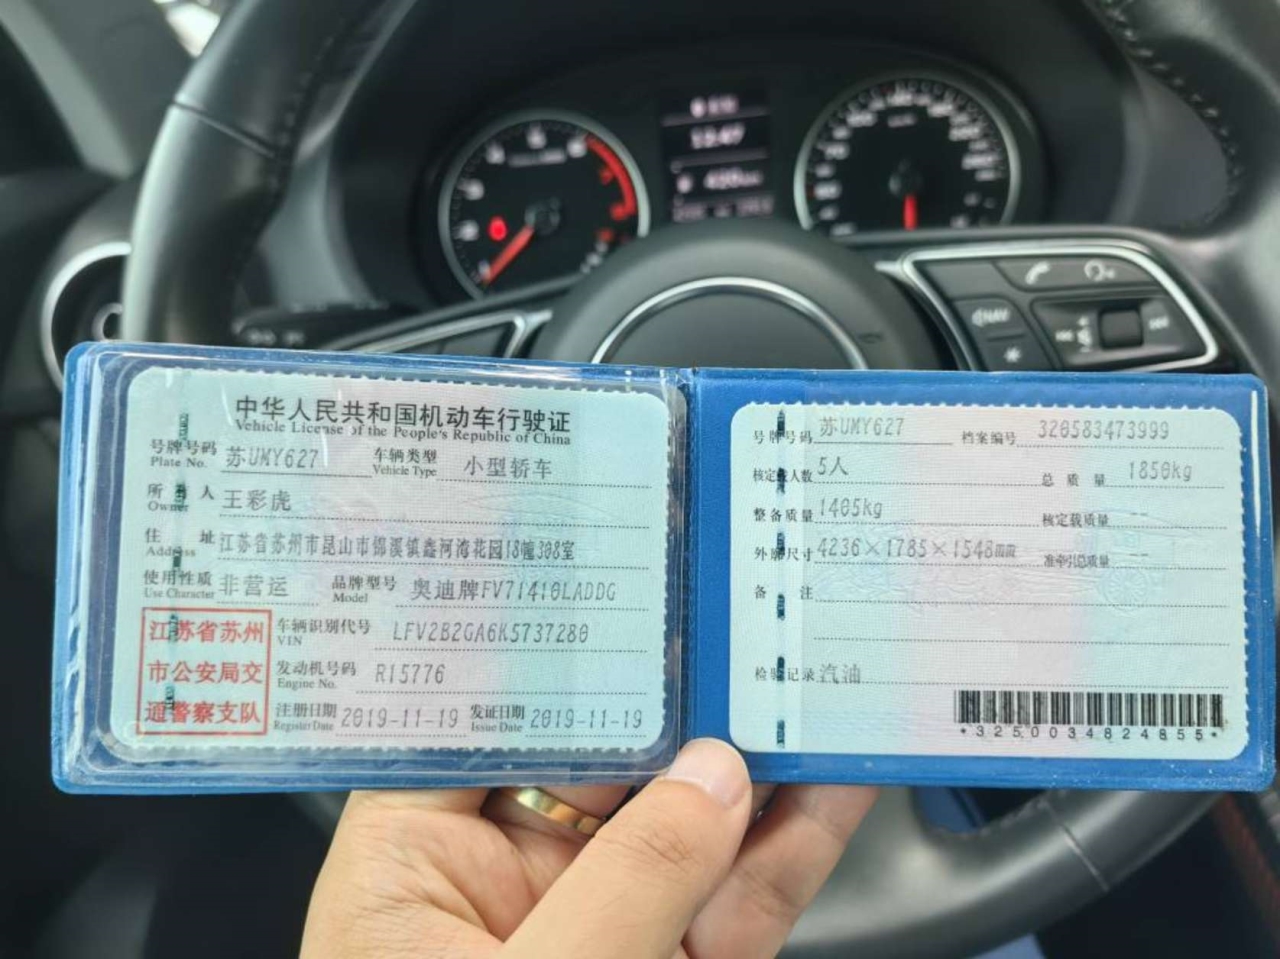 中华人民共和国机动车行驶证
Vehicle License of the People's Republic of China
号牌号码 Plate No. 苏UMY627 车辆类型 Vehicle Type 小型轿车
所有人 Owner 王彩虎
住址 Address 江苏省苏州市昆山市锦溪镇鑫河湾花园18幢308室
使用性质 Use Character 非营运 品牌型号 Model 奥迪牌FV71410LADDG
江苏省苏州市公安局交通警察支队
车辆识别代号 VIN LFV2B2GA6K5737280
发动机号码 Engine No. R15776
注册日期 Register Date 2019-11-19 发证日期 Issue Date 2019-11-19
号牌号码 苏UMY627 档案编号 320583473999
核定载人数 5人 总质量 1850kg
整备质量 1405kg 核定载质量 --
外廓尺寸 4236×1785×1548mm 准牵引总质量 --
备注
检验记录 汽油
*3250034824855*
13:47
NAV